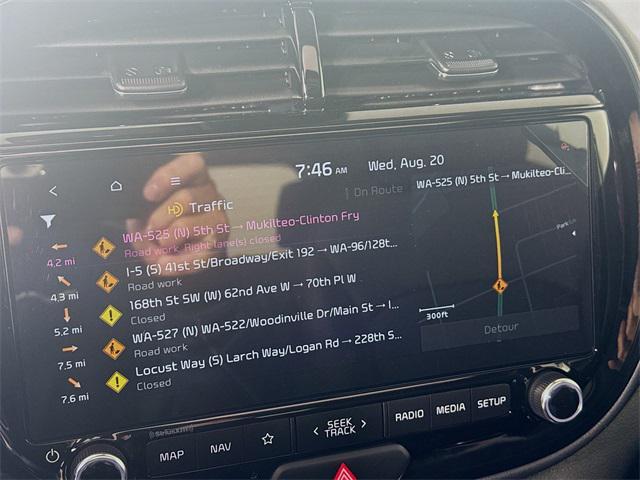 7:46 AM Wed, Aug. 20
HD Traffic
On Route
WA-525 (N) 5th St → Mukilteo-Cli...
WA-525 (N) 5th St → Mukilteo-Clinton Fry
Road work Right lane(s) closed
4.2 mi
I-5 (S) 41st St/Broadway/Exit 192 → WA-96/128t...
Road work
4.3 mi
168th St SW (W) 62nd Ave W → 70th Pl W
Closed
5.2 mi
WA-527 (N) WA-522/Woodinville Dr/Main St → I...
Road work
7.5 mi
Locust Way (S) Larch Way/Logan Rd → 228th S...
Closed
7.6 mi
300ft
Detour
((SiriusXM))
MAP NAV ☆ < SEEK TRACK > RADIO MEDIA SETUP